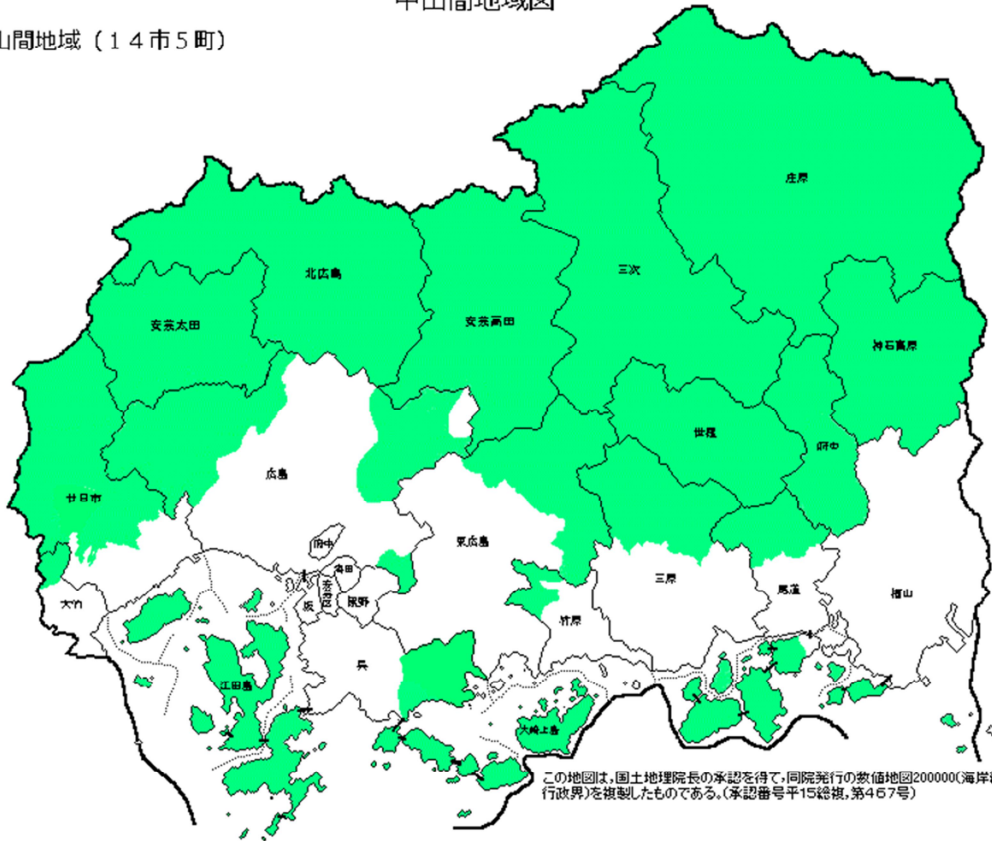 中山間地域図
山間地域（１４市５町）
庄原
三次
北広島
安芸太田
安芸高田
神石高原
世羅
府中
広島
廿日市
東広島
府中
海田
三原
尾道
福山
大竹
安芸区
坂
熊野
竹原
呉
江田島
大崎上島
この地図は，国土地理院長の承認を得て，同院発行の数値地図200000（海岸
行政界）を複製したものである。（承認番号平15総複，第467号）